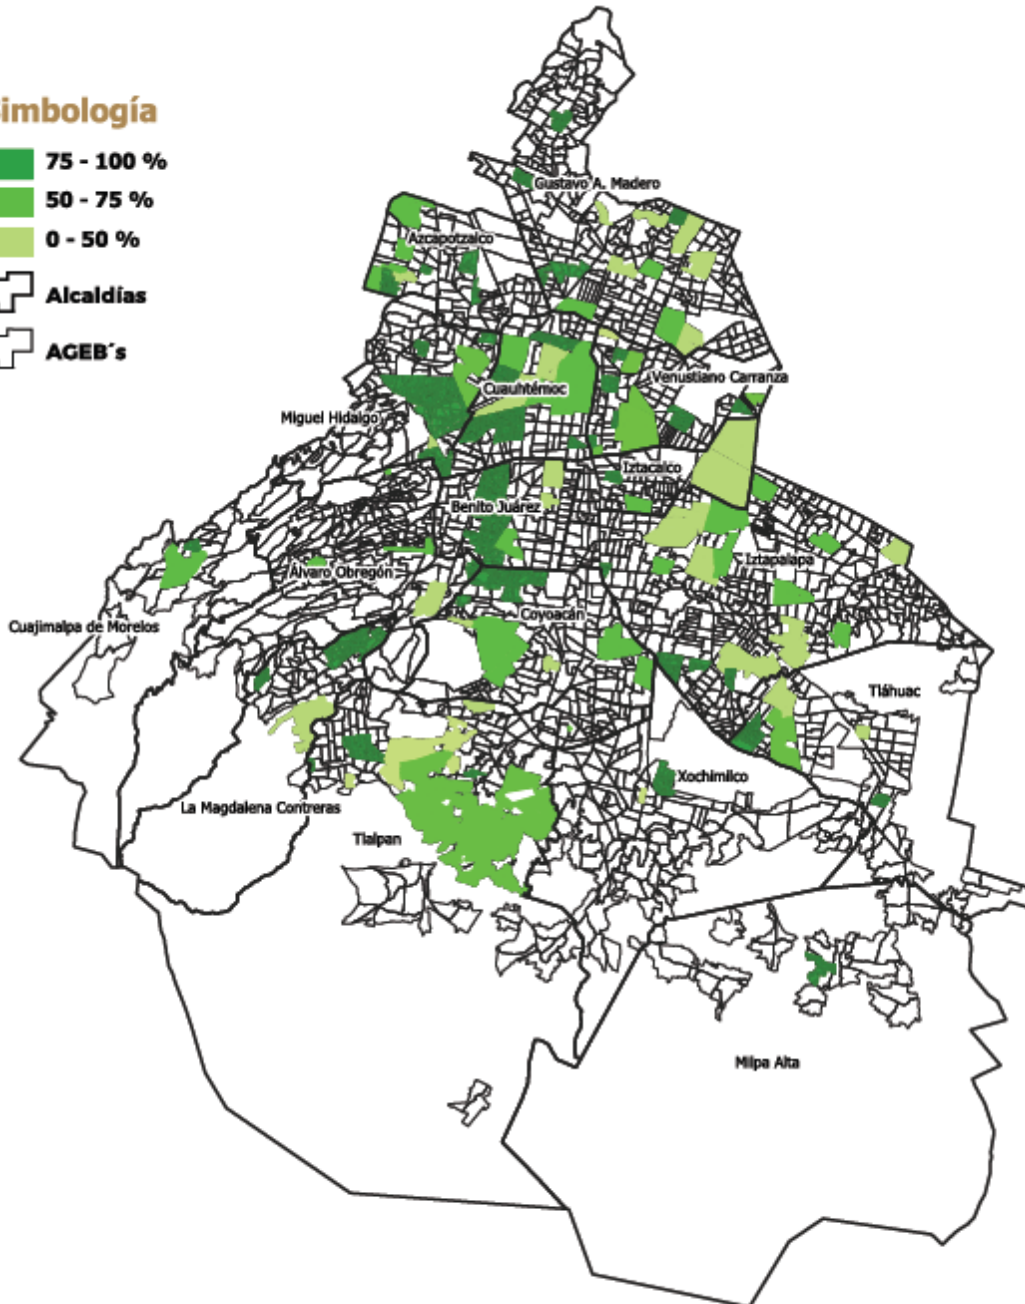 imbología
75 - 100 %
50 - 75 %
0 - 50 %
Alcaldías
AGEB´s
Gustavo A. Madero
Azcapotzalco
Venustiano Carranza
Cuauhtémoc
Miguel Hidalgo
Iztacalco
Benito Juárez
Iztapalapa
Álvaro Obregón
Coyoacán
Cuajimalpa de Morelos
Tláhuac
Xochimilco
La Magdalena Contreras
Tlalpan
Milpa Alta